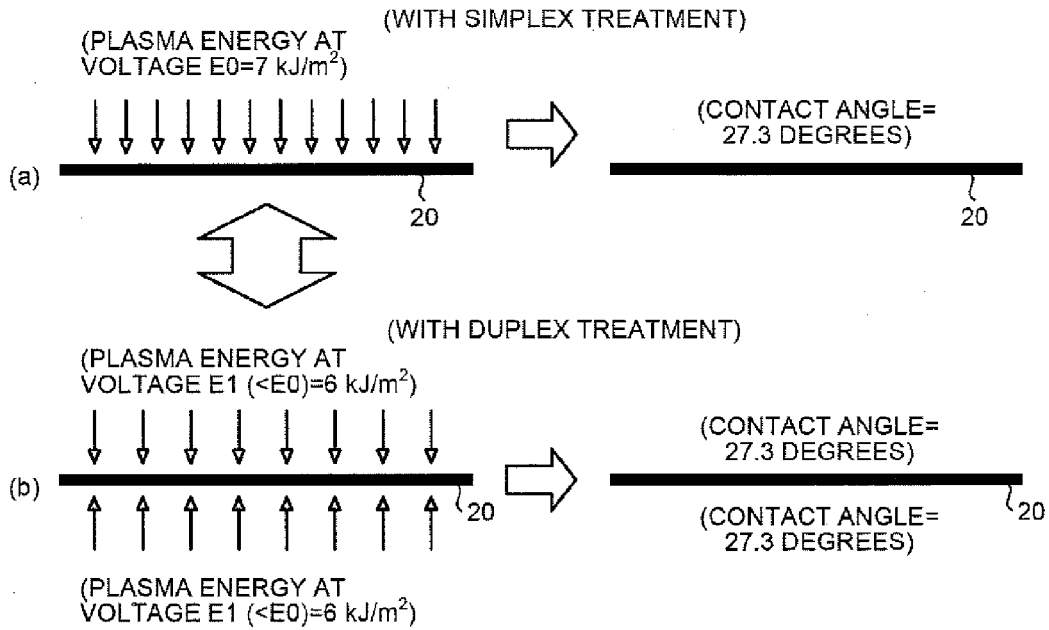 (WITH SIMPLEX TREATMENT)
(PLASMA ENERGY AT
VOLTAGE E0=7 kJ/m²)
(CONTACT ANGLE=
27.3 DEGREES)
(a)
20
20
(WITH DUPLEX TREATMENT)
(PLASMA ENERGY AT
VOLTAGE E1 (<E0)=6 kJ/m²)
(CONTACT ANGLE=
27.3 DEGREES)
(b)
20
20
(CONTACT ANGLE=
27.3 DEGREES)
(PLASMA ENERGY AT
VOLTAGE E1 (<E0)=6 kJ/m²)